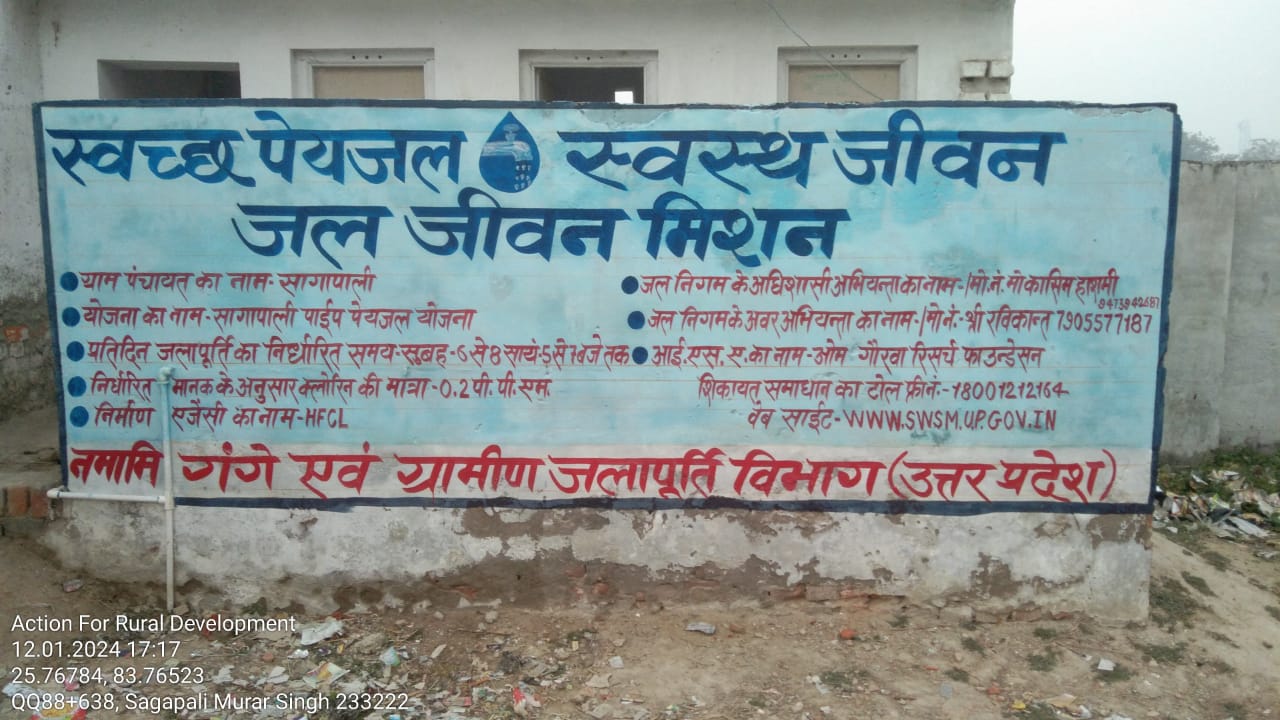 स्वच्छ पेयजल स्वस्थ जीवन
जल जीवन मिशन
ग्राम पंचायत का नाम- सागापाली
योजना का नाम- सागापाली पाईप पेयजल योजना
प्रतिदिन जलापूर्ति का निर्धारित समय-सुबह-6 से 8 सायं-5 से 7 बजे तक
निर्धारित मानक के अनुसार क्लोरिन की मात्रा-0.2 पी. पी. एम.
निर्माण एजेंसी का नाम-HFCL
जल निगम के अधिशासी अभियन्ता का नाम-/मो.नं. मो कासिम हाशमी
9473942687
जल निगम के अवर अभियन्ता का नाम-/मो.नं.- श्री रविकान्त 7905577187
आई. एस. ए. का नाम - ओम गौरवा रिसर्च फाउन्डेसन
शिकायत समाधान का टोल फ्री नं.-18001212164
वेब साईट-WWW.SWSM.UP.GOV.IN
नमामि गंगे एवं ग्रामीण जलापूर्ति विभाग (उत्तर प्रदेश)
Action For Rural Development
12.01.2024 17:17
25.76784, 83.76523
QQ88+638, Sagapali Murar Singh 233222